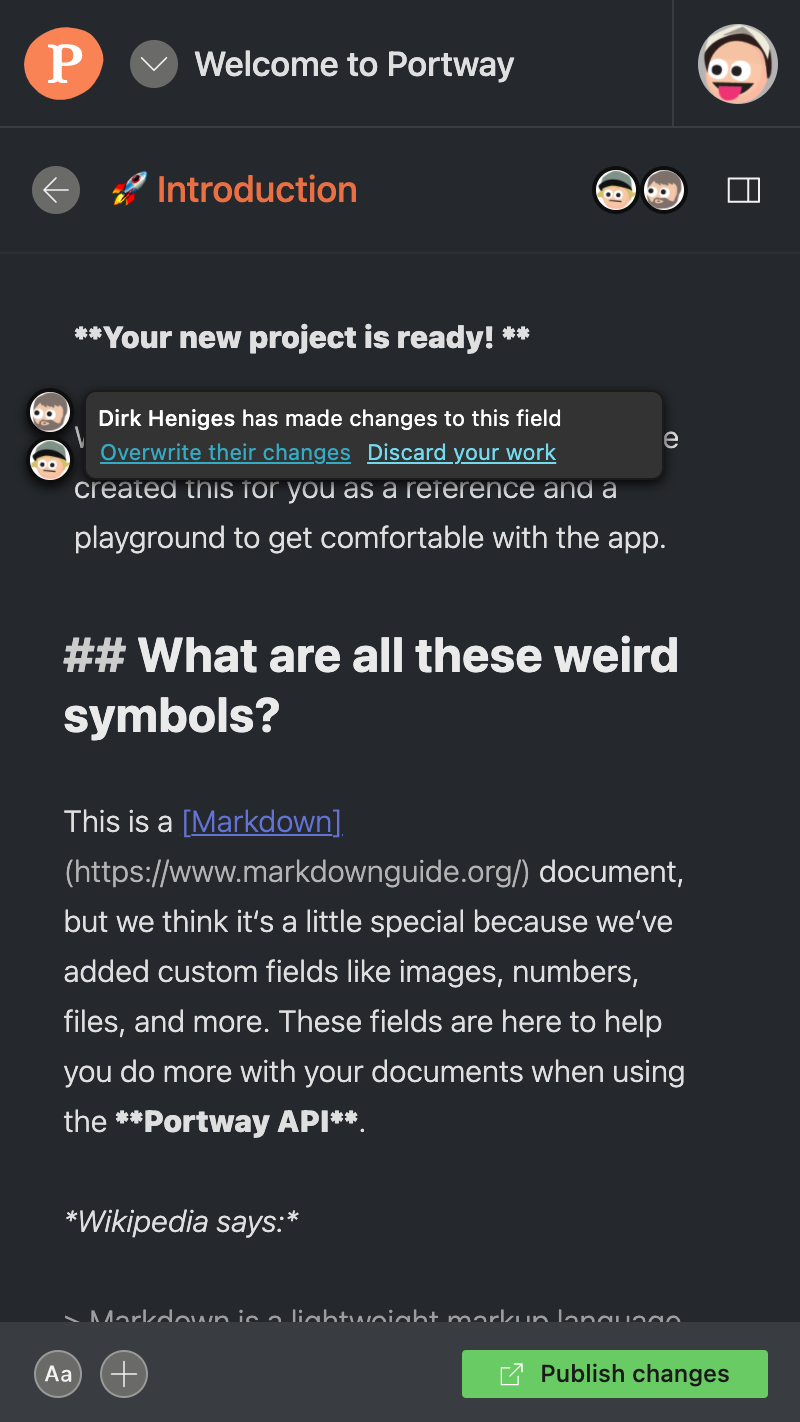 P
Welcome to Portway
🚀 Introduction
**Your new project is ready! **
Dirk Heniges has made changes to this field
Overwrite their changes Discard your work
created this for you as a reference and a
playground to get comfortable with the app.
## What are all these weird
symbols?
This is a [Markdown]
(https://www.markdownguide.org/) document,
but we think it‘s a little special because we‘ve
added custom fields like images, numbers,
files, and more. These fields are here to help
you do more with your documents when using
the **Portway API**.
*Wikipedia says:*
> Markdown is a lightweight markup language
Aa
Publish changes